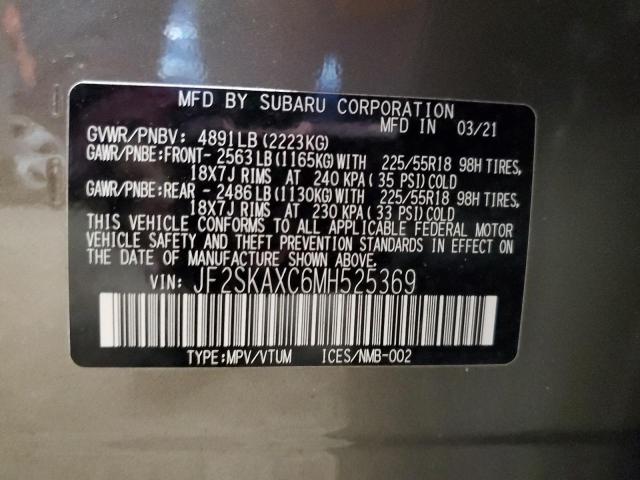 MFD BY SUBARU CORPORATION
MFD IN 03/21
GVWR/PNBV: 4891LB(2223KG)
GAWR/PNBE:FRONT- 2563LB(1165KG)WITH 225/55R18 98H TIRES,
18X7J RIMS AT 240 KPA(35 PSI)COLD
GAWR/PNBE:REAR - 2486LB(1130KG)WITH 225/55R18 98H TIRES,
18X7J RIMS AT 230 KPA(33 PSI)COLD
THIS VEHICLE CONFORMS TO ALL APPLICABLE FEDERAL MOTOR
VEHICLE SAFETY AND THEFT PREVENTION STANDARDS IN EFFECT ON
THE DATE OF MANUFACTURE SHOWN ABOVE.
VIN: JF2SKAXC6MH525369
TYPE:MPV/VTUM ICES/NMB-002